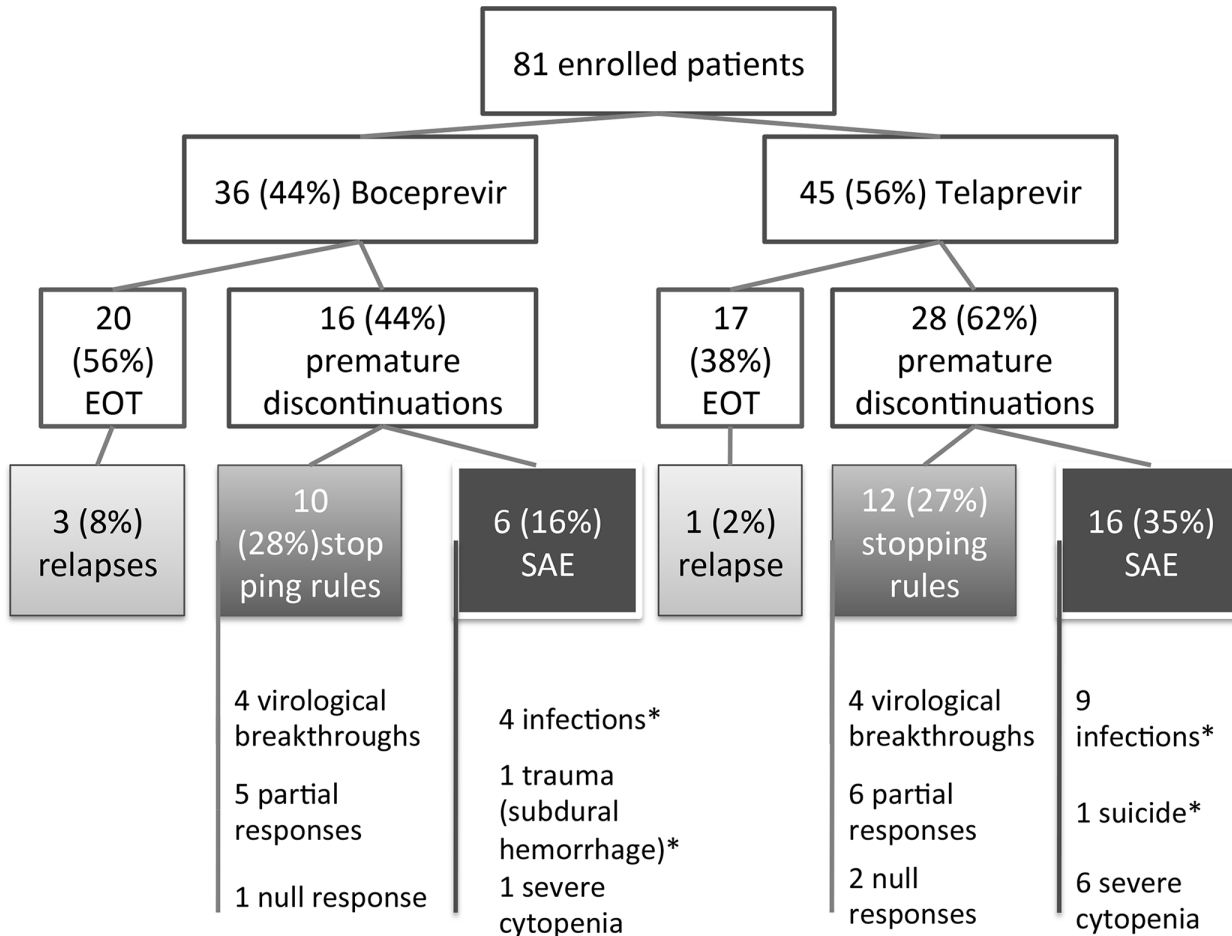 81 enrolled patients
36 (44%) Boceprevir
45 (56%) Telaprevir
20
(56%)
EOT
16 (44%)
premature
discontinuations
17
(38%)
EOT
28 (62%)
premature
discontinuations
3 (8%)
relapses
10
(28%)stop
ping rules
6 (16%)
SAE
1 (2%)
relapse
12 (27%)
stopping
rules
16 (35%)
SAE
4 virological
breakthroughs
5 partial
responses
1 null response
4 infections*
1 trauma
(subdural
hemorrhage)*
1 severe
cytopenia
4 virological
breakthroughs
6 partial
responses
2 null
responses
9
infections*
1 suicide*
6 severe
cytopenia